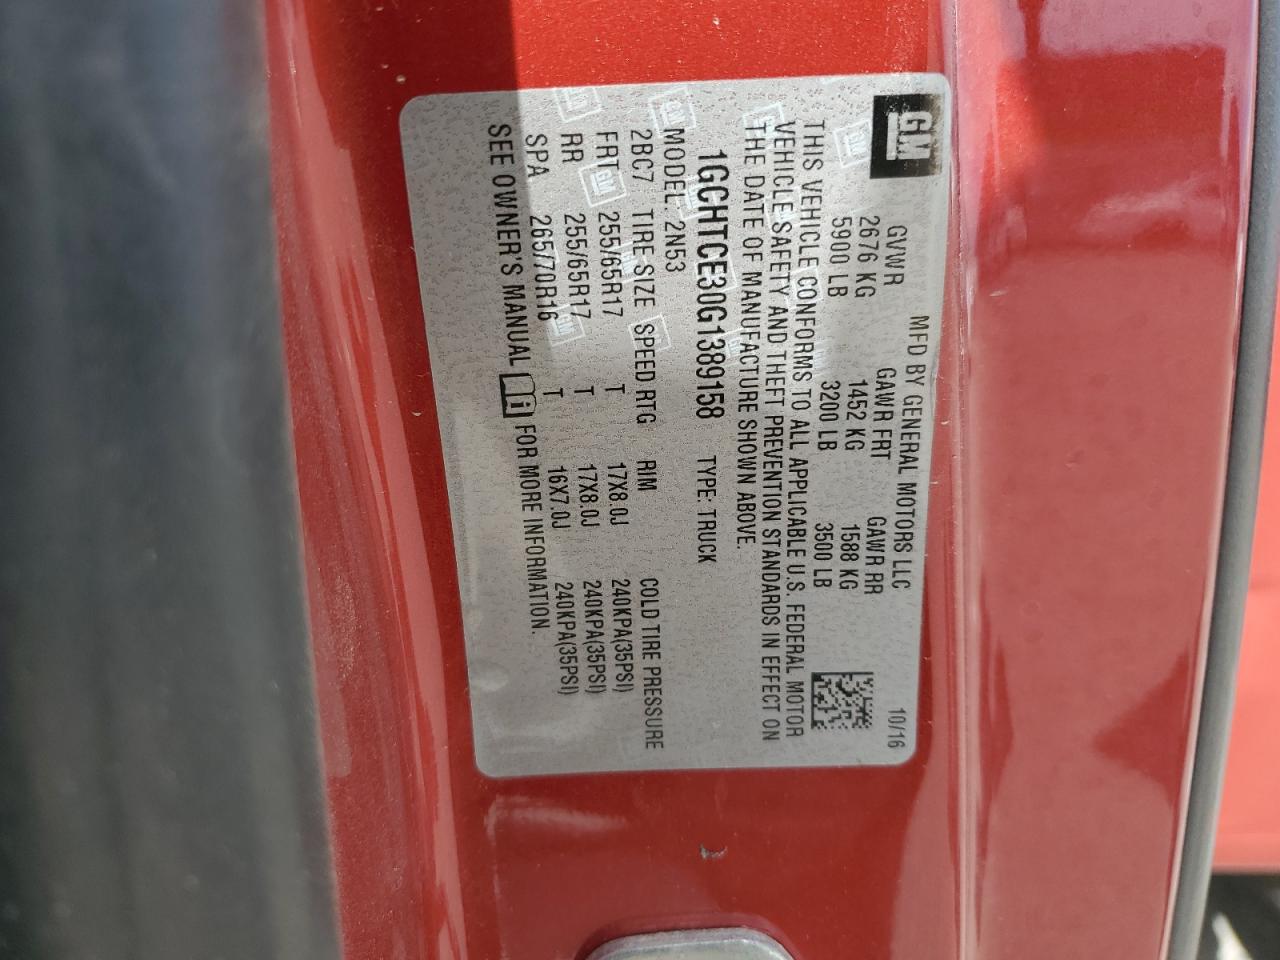 GM
MFD BY GENERAL MOTORS LLC 10/16
GVWR GAWR FRT GAWR RR
2676 KG 1452 KG 1588 KG
5900 LB 3200 LB 3500 LB
THIS VEHICLE CONFORMS TO ALL APPLICABLE U.S. FEDERAL MOTOR
VEHICLE SAFETY AND THEFT PREVENTION STANDARDS IN EFFECT ON
THE DATE OF MANUFACTURE SHOWN ABOVE.
1GCHTCE30G1389158 TYPE: TRUCK
MODEL: 2N53
2BC7 TIRE SIZE SPEED RTG RIM COLD TIRE PRESSURE
FRT 255/65R17 T 17X8.0J 240KPA(35PSI)
RR 255/65R17 T 17X8.0J 240KPA(35PSI)
SPA 265/70R16 T 16X7.0J 240KPA(35PSI)
SEE OWNER'S MANUAL i FOR MORE INFORMATION.